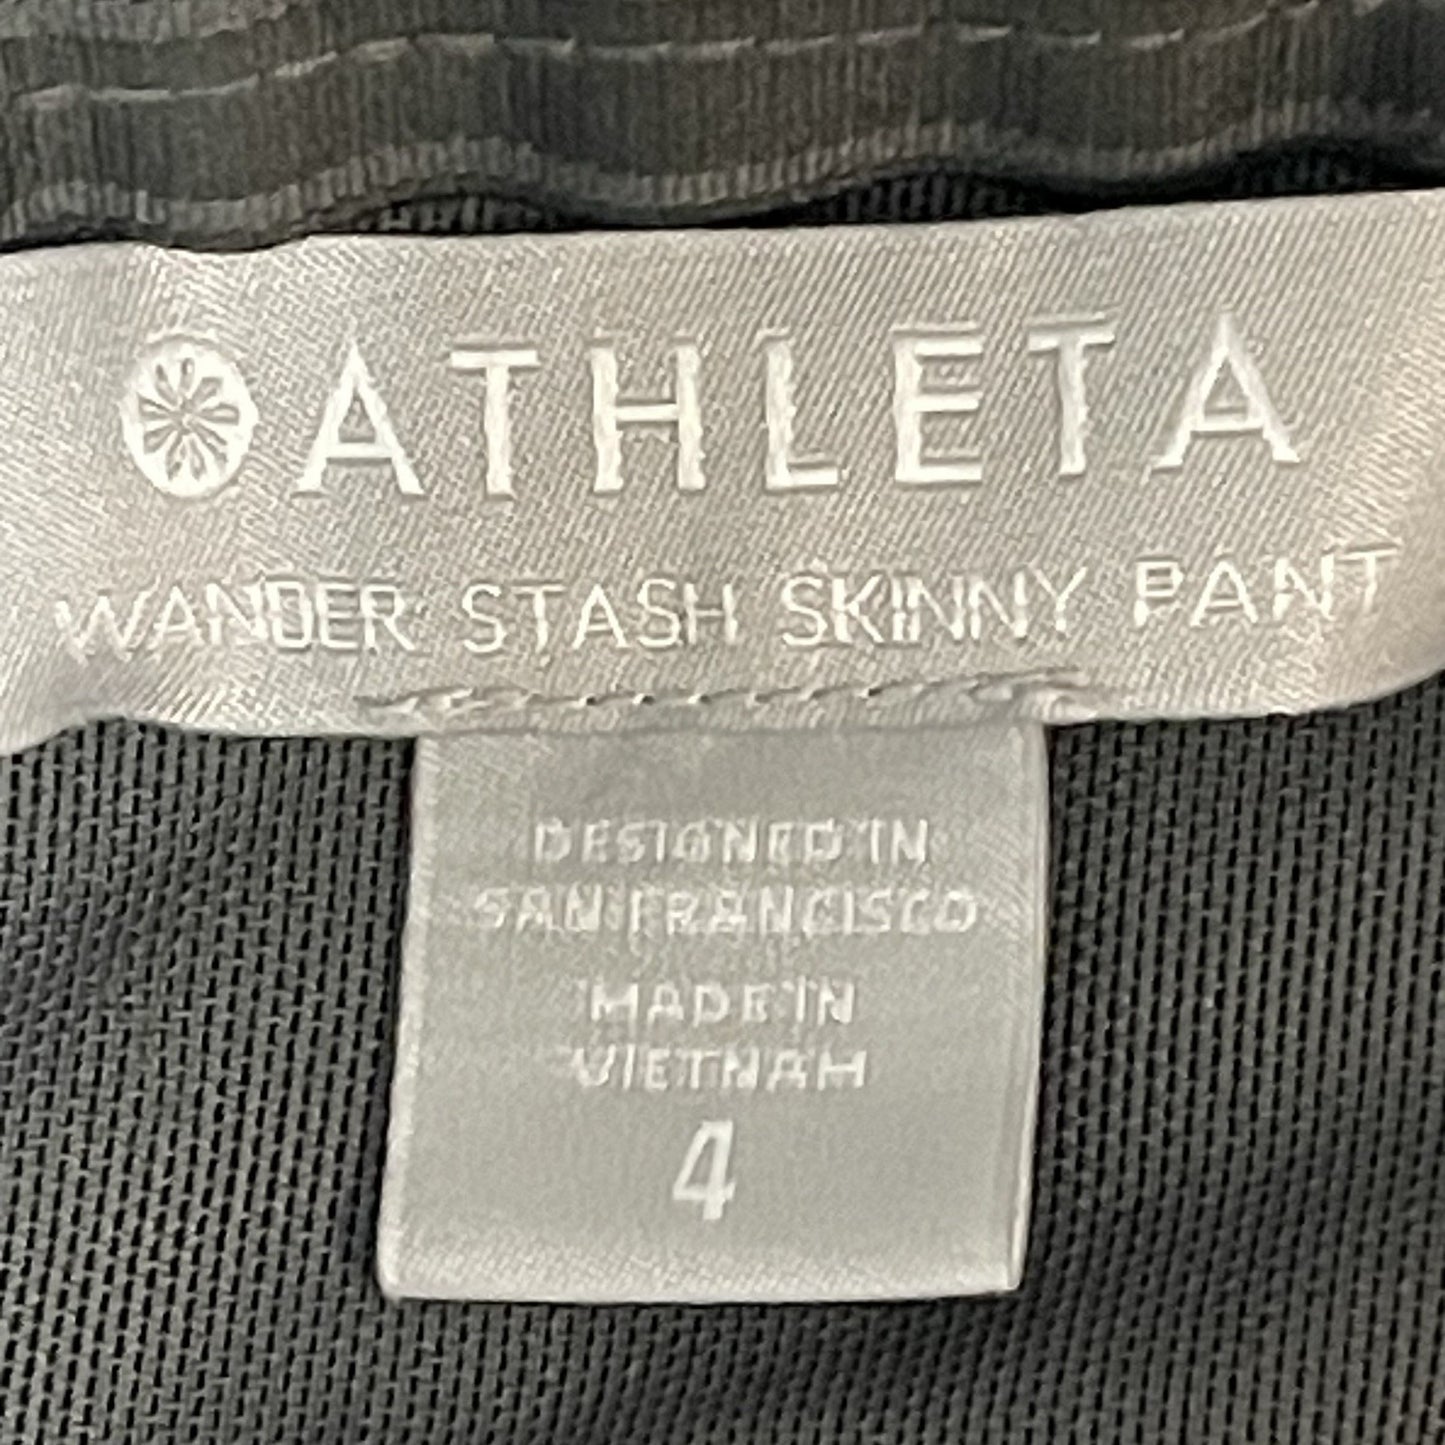 ATHLETA
WANDER STASH SKINNY PANT
DESIGNED IN
SAN FRANCISCO
MADE IN
VIETNAM
4